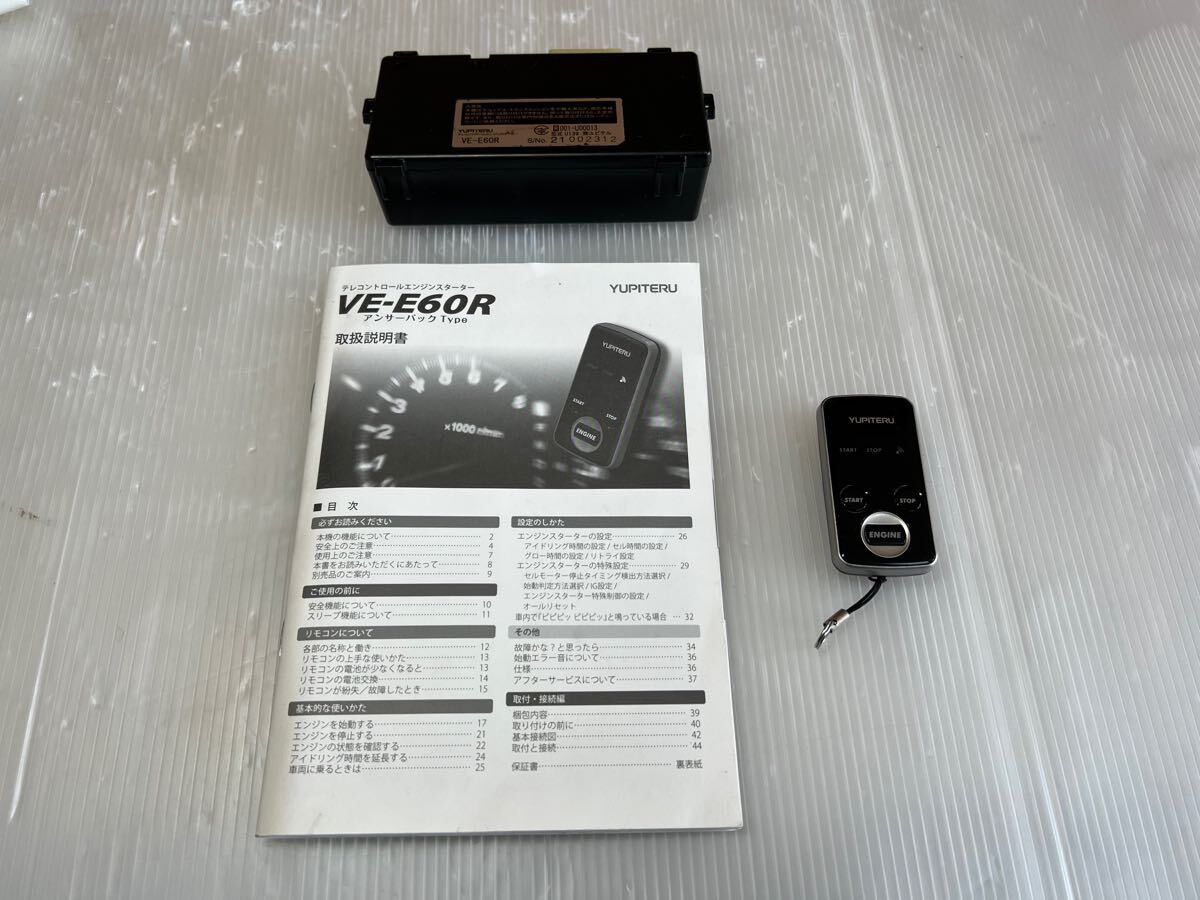 YUPITERU
VE-E60R
S/No. 21002312
001-U00013
テレコントロールエンジンスターター
VE-E60R
アンサーバック Type
取扱説明書
YUPITERU
YUPITERU
START
STOP
ENGINE
1 2 3 4 5 6 7 8
×1000
■ 目 次
必ずお読みください
本機の機能について 2
安全上のご注意 4
使用上のご注意 7
本書をお読みいただくにあたって 8
別売品のご案内 9
ご使用の前に
安全機能について 10
スリープ機能について 11
リモコンについて
各部の名称と働き 12
リモコンの上手な使いかた 13
リモコンの電池が少なくなると 13
リモコンの電池交換 14
リモコンが紛失／故障したとき 15
基本的な使いかた
エンジンを始動する 17
エンジンを停止する 21
エンジンの状態を確認する 22
アイドリング時間を延長する 24
車両に乗るときは 25
設定のしかた
エンジンスターターの設定 26
アイドリング時間の設定 / セル時間の設定 /
グロー時間の設定 / リトライ設定
エンジンスターターの特殊設定 29
セルモーター停止タイミング検出方法選択 /
始動判定方法選択 / IG設定 /
エンジンスターター特殊制御の設定 /
オールリセット
車内で『ピピピッ ピピピッ』と鳴っている場合 … 32
その他
故障かな？と思ったら 34
始動エラー音について 36
仕様 36
アフターサービスについて 37
取付・接続編
梱包内容 39
取り付けの前に 40
基本接続図 42
取付と接続 44
保証書 裏表紙
YUPITERU
START STOP
START
STOP
ENGINE